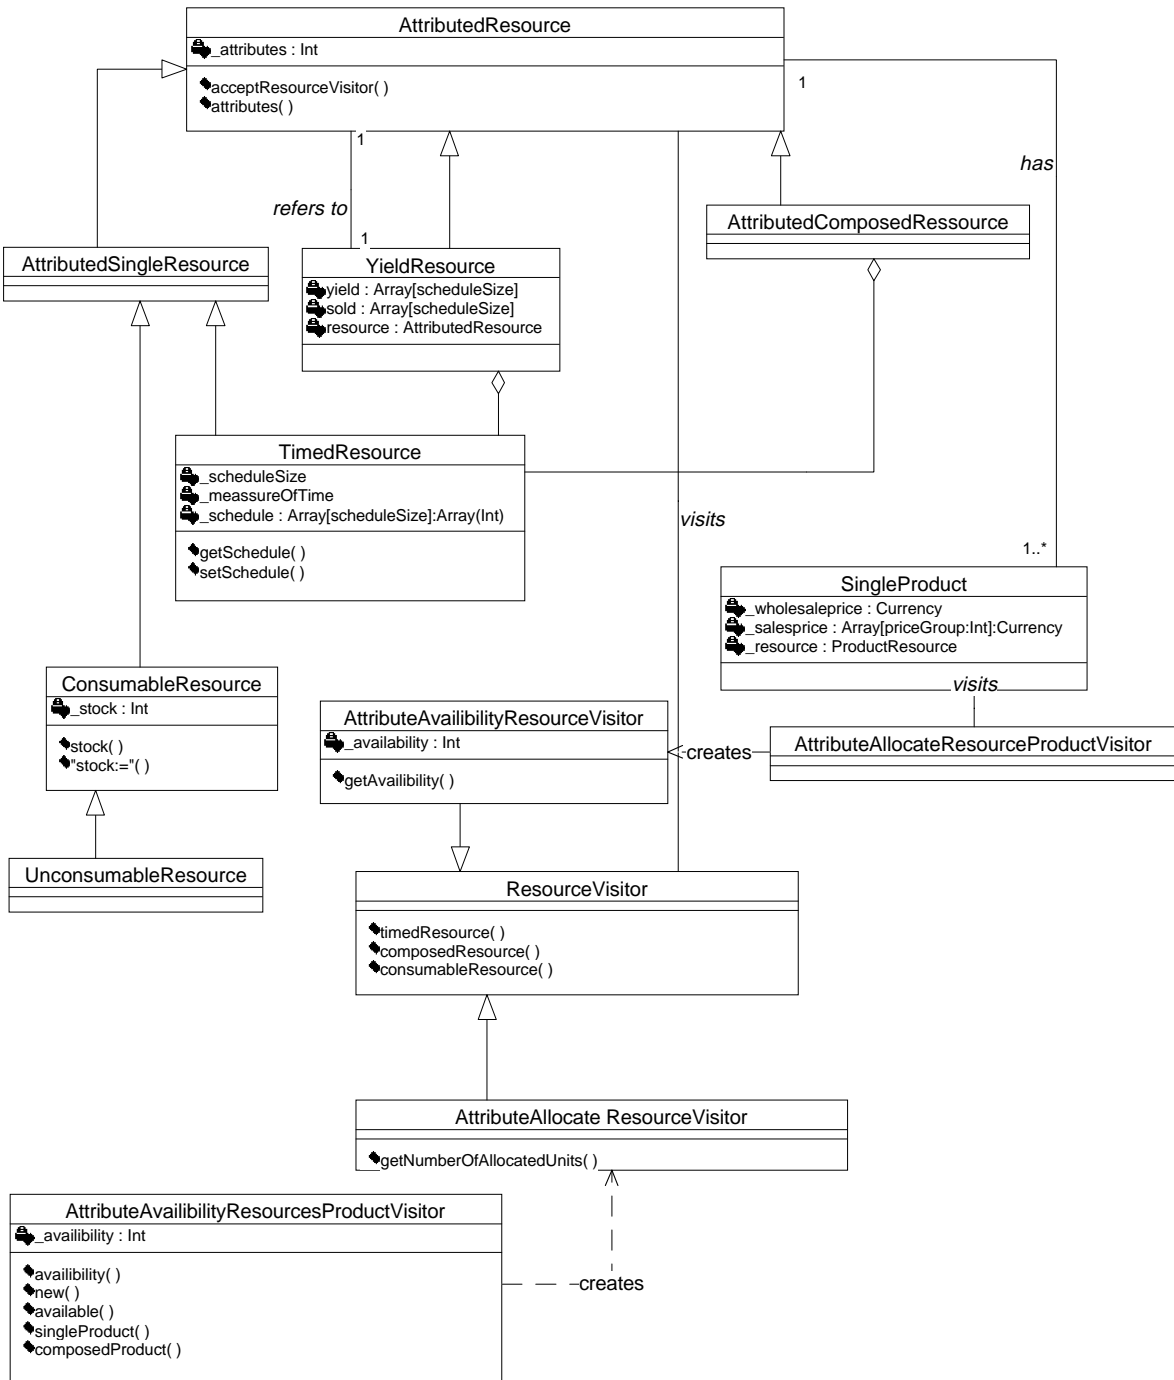 AttributedResource
_attributes : Int
acceptResourceVisitor( )
attributes( )
1
1
has
refers to
1
AttributedComposedRessource
AttributedSingleResource
YieldResource
yield : Array[scheduleSize]
sold : Array[scheduleSize]
resource : AttributedResource
TimedResource
_scheduleSize
_meassureOfTime
_schedule : Array[scheduleSize]:Array(Int)
getSchedule( )
setSchedule( )
visits
1..*
SingleProduct
_wholesaleprice : Currency
_salesprice : Array[priceGroup:Int]:Currency
_resource : ProductResource
visits
ConsumableResource
_stock : Int
stock( )
"stock:="( )
AttributeAvailibilityResourceVisitor
_availability : Int
getAvailibility( )
creates
AttributeAllocateResourceProductVisitor
UnconsumableResource
ResourceVisitor
timedResource( )
composedResource( )
consumableResource( )
AttributeAllocate ResourceVisitor
getNumberOfAllocatedUnits( )
AttributeAvailibilityResourcesProductVisitor
_availibility : Int
availibility( )
new( )
available( )
singleProduct( )
composedProduct( )
creates